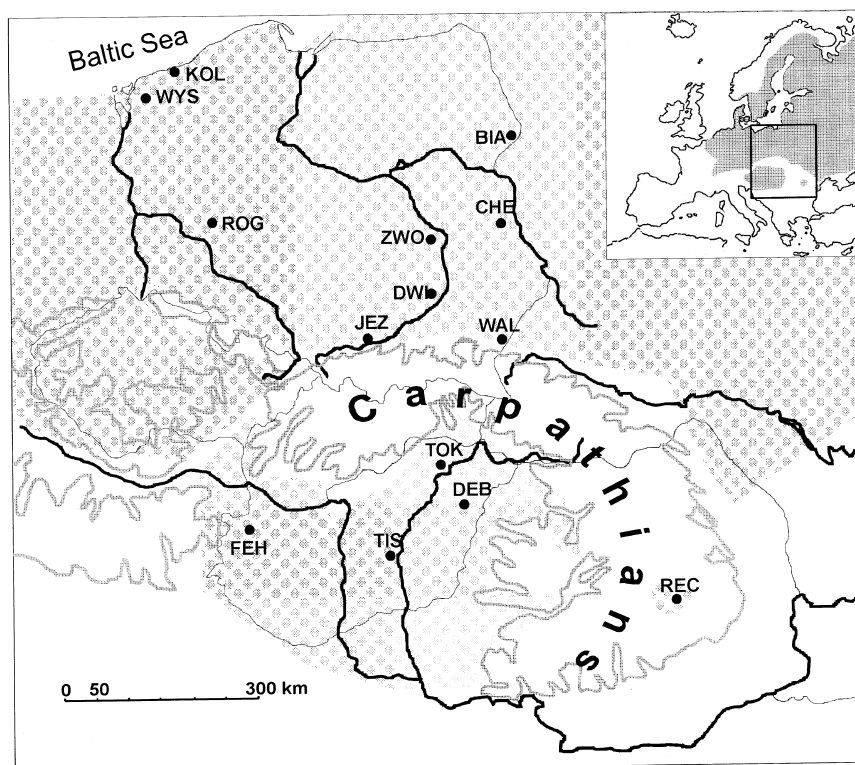 Baltic Sea
KOL
WYS
BIA
ROG
CHE
ZWO
DWI
JEZ
WAL
Carpathians
TOK
DEB
FEH
TIS
REC
0 50 300 km